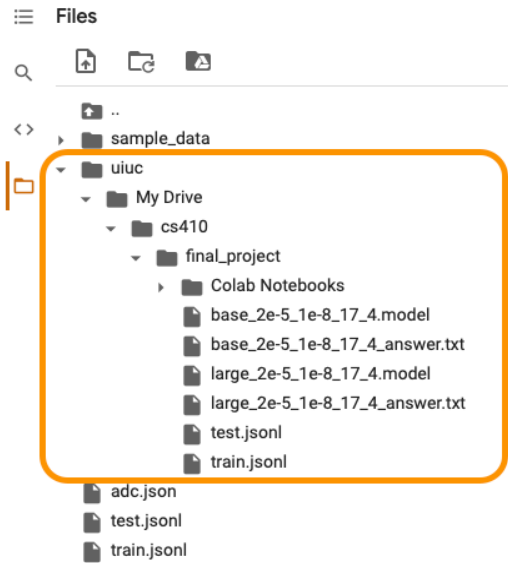 Files
..
sample_data
uiuc
My Drive
cs410
final_project
Colab Notebooks
base_2e-5_1e-8_17_4.model
base_2e-5_1e-8_17_4_answer.txt
large_2e-5_1e-8_17_4.model
large_2e-5_1e-8_17_4_answer.txt
test.jsonl
train.jsonl
adc.json
test.jsonl
train.jsonl